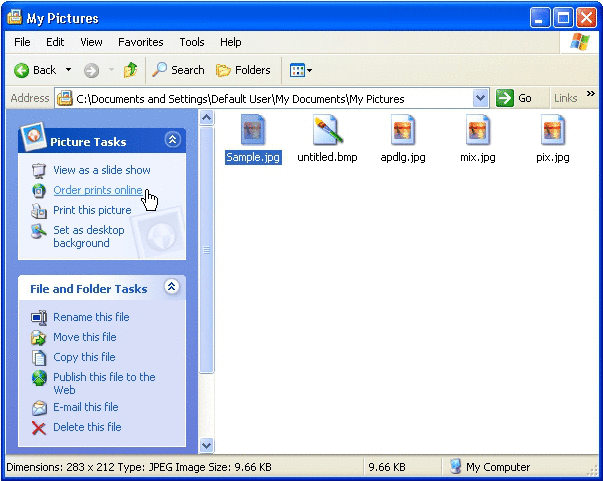 My Pictures
File Edit View Favorites Tools Help
Back Search Folders
Address C:\Documents and Settings\Default User\My Documents\My Pictures Go Links »
Picture Tasks
View as a slide show
Order prints online
Print this picture
Set as desktop
background
File and Folder Tasks
Rename this file
Move this file
Copy this file
Publish this file to the
Web
E-mail this file
Delete this file
Sample.jpg untitled.bmp apdlg.jpg mix.jpg pix.jpg
Dimensions: 283 x 212 Type: JPEG Image Size: 9.66 KB 9.66 KB My Computer